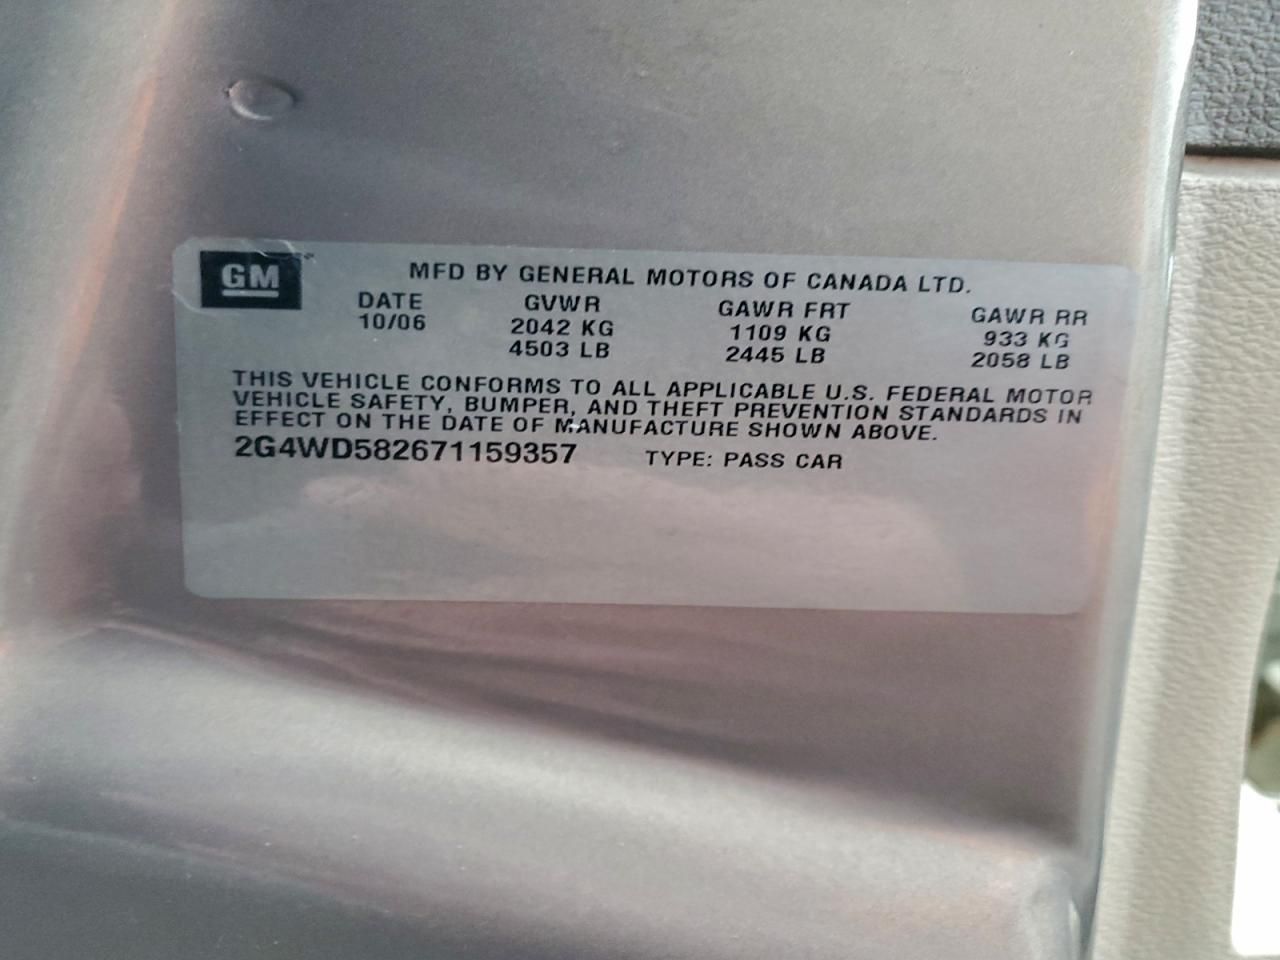 GM
MFD BY GENERAL MOTORS OF CANADA LTD.
DATE GVWR GAWR FRT GAWR RR
10/06 2042 KG 1109 KG 933 KG
4503 LB 2445 LB 2058 LB
THIS VEHICLE CONFORMS TO ALL APPLICABLE U.S. FEDERAL MOTOR
VEHICLE SAFETY, BUMPER, AND THEFT PREVENTION STANDARDS IN
EFFECT ON THE DATE OF MANUFACTURE SHOWN ABOVE.
2G4WD582671159357 TYPE: PASS CAR